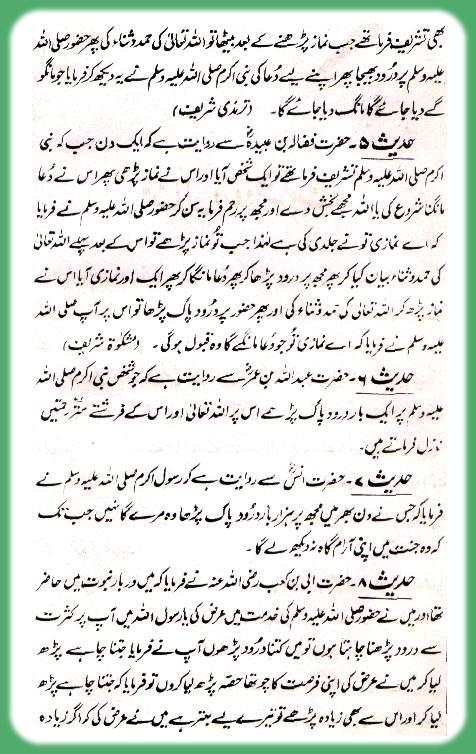 بھی تشریف فرما تھے جب نماز پڑھنے کے بعد بیٹھا تو اللہ تعالیٰ کی حمد و ثناء کی پھر حضور صلی اللہ
علیہ وسلم پر درود بھیجا پھر اپنے لیے دُعا کی نبی اکرم صلی اللہ علیہ وسلم نے یہ دیکھ کر فرمایا جو مانگو
گے دیا جائے گا مانگ دیا جائے گا۔ (ترمذی شریف)
حدیث ۵۔ حضرت فضالہ بن عبیدہؓ سے روایت ہے کہ ایک دن جب کہ نبی
اکرم صلی اللہ علیہ وسلم تشریف فرما تھے تو ایک شخص آیا اور اس نے نماز پڑھی پھر اس نے دُعا
مانگنا شروع کی یا اللہ مجھے بخش دے اور مجھ پر رحم فرما یہ سن کر حضور صلی اللہ علیہ وسلم نے فرمایا
کہ اے نمازی تو نے جلدی کی ہے لہٰذا جب تو نماز پڑھے تو اس کے بعد پہلے اللہ تعالیٰ
کی حمد و ثناء بیان کیا کر پھر مجھ پر درود پڑھا کر پھر دعا مانگا کر پھر ایک اور نمازی آیا اس نے
نماز پڑھ کر اللہ تعالیٰ کی حمد و ثناء کی اور پھر حضور پر درود پاک پڑھا تو اس پر آپ صلی اللہ
علیہ وسلم نے فرمایا کہ اے نمازی تو جو دُعا مانگے گا وہ قبول ہوگی۔ (مشکوٰۃ شریف)
حدیث ۶۔ حضرت عبداللہ بن عمرؓ سے روایت ہے کہ جو شخص نبی اکرم صلی اللہ
علیہ وسلم پر ایک بار درود پاک پڑھے اس پر اللہ تعالیٰ اور اس کے فرشتے ستر رحمتیں
نازل فرماتے ہیں۔
حدیث ۷۔ حضرت انسؓ سے روایت ہے کہ رسول اکرم صلی اللہ علیہ وسلم نے
فرمایا کہ جس نے دن بھر میں مجھ پر ہزار بار درود پاک پڑھا وہ مرے گا نہیں جب تک
کہ وہ جنت میں اپنی آرام گاہ نہ دیکھ لے گا۔
حدیث ۸۔ حضرت ابی بن کعب رضی اللہ عنہ نے فرمایا کہ میں دربار نبوت میں حاضر
تھا اور میں نے حضور صلی اللہ علیہ وسلم کی خدمت میں عرض کی یا رسول اللہ میں آپ پر کثرت
سے درود پڑھنا چاہتا ہوں تو میں کتنا درود پڑھوں آپ نے فرمایا جتنا چاہے پڑھ
لیا کر میں نے عرض کی اپنی فرصت کا چوتھا حصہ پڑھ لیا کروں تو فرمایا کہ جتنا چاہے پڑھ
لیا کر اور اس سے بھی زیادہ پڑھے تو تیرے لیے بہتر ہے میں نے عرض کی کہ اگر زیادہ